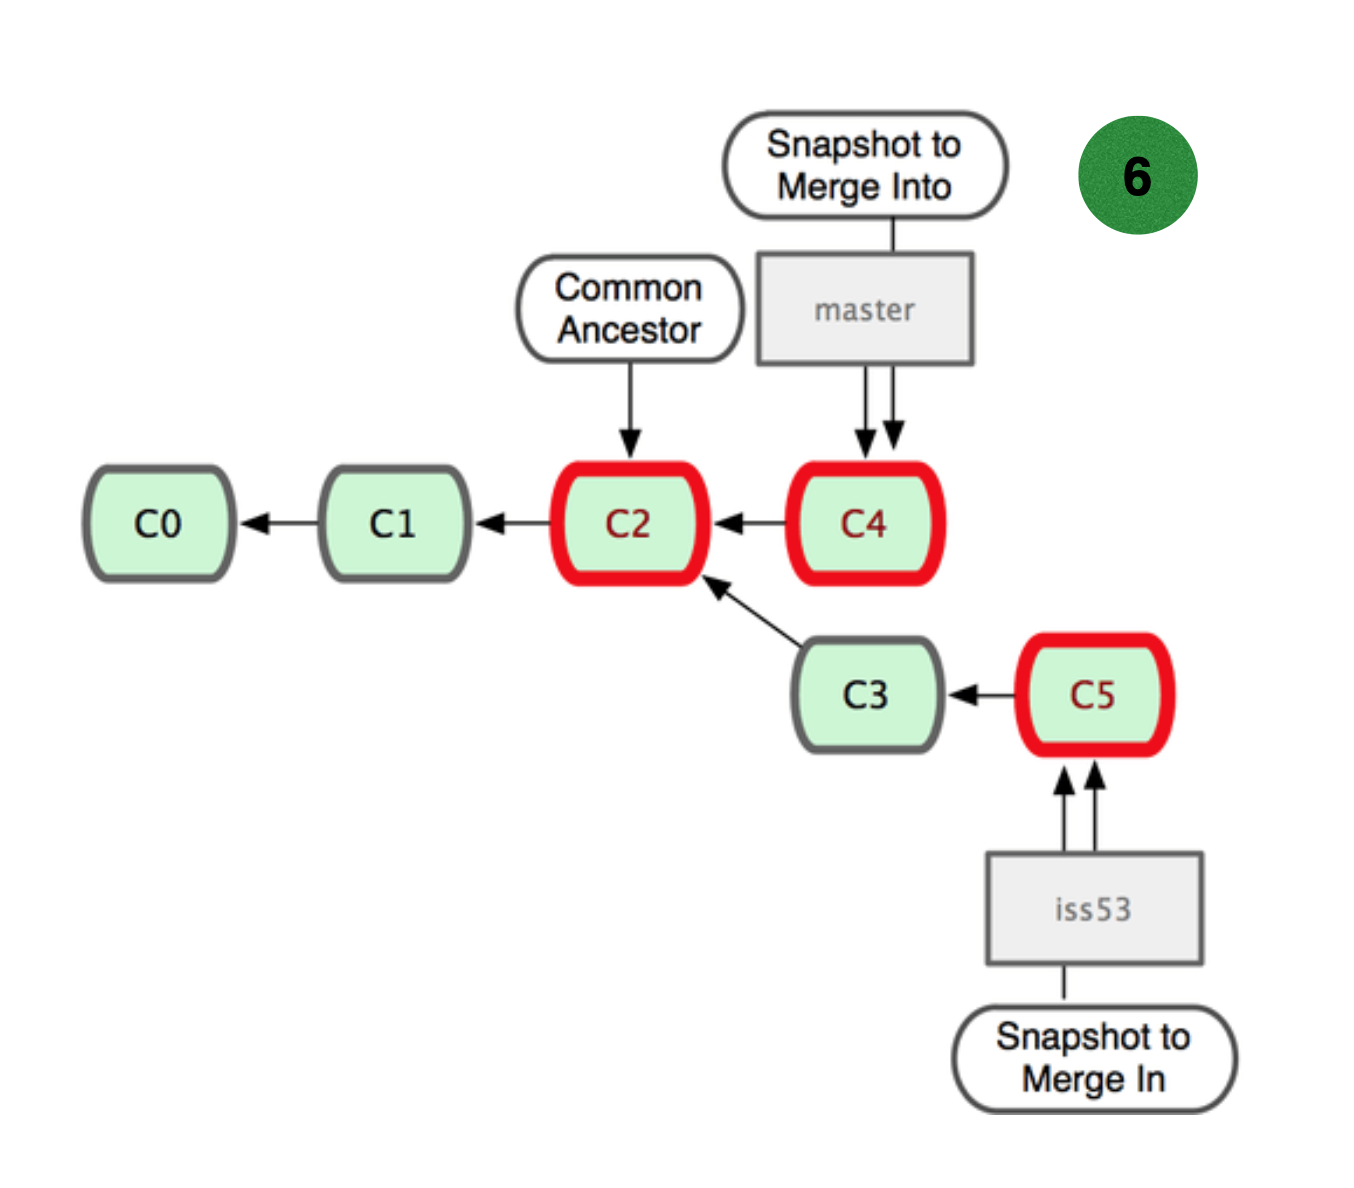 Snapshot to
Merge Into
6
Common
Ancestor
master
C0
C1
C2
C4
C3
C5
iss53
Snapshot to
Merge In